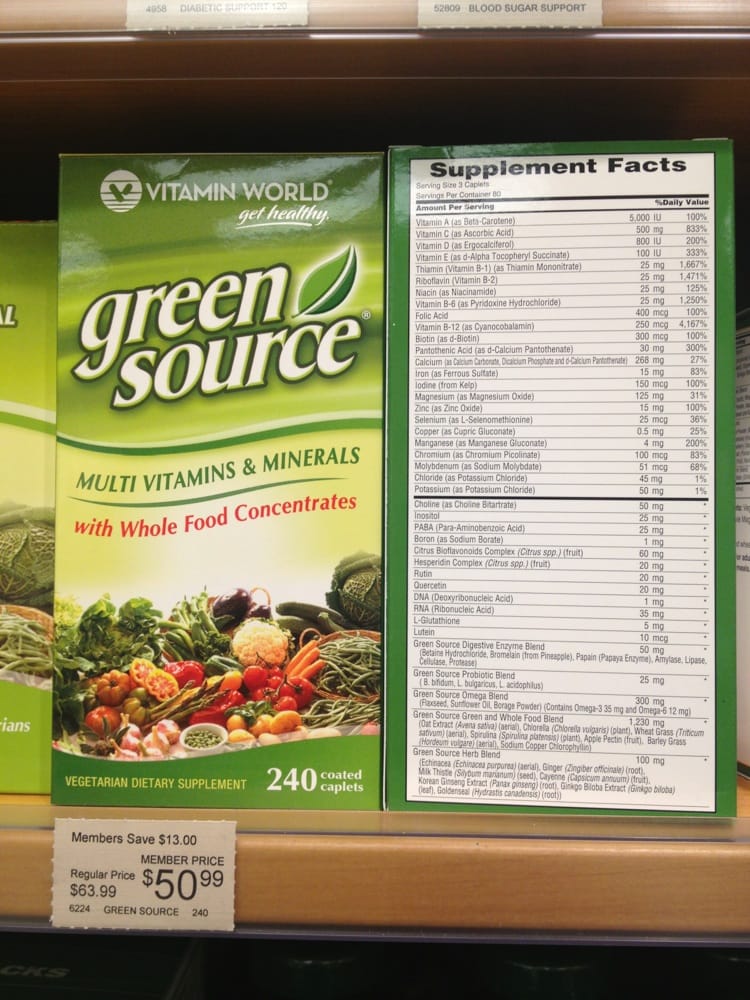 4958 DIABETIC SUPPORT 120
52809 BLOOD SUGAR SUPPORT
VITAMIN WORLD®
get healthy.
green
source®
MULTI VITAMINS & MINERALS
with Whole Food Concentrates
VEGETARIAN DIETARY SUPPLEMENT 240 coated caplets
AL
rians
Supplement Facts
Serving Size 3 Caplets
Servings Per Container 80
Amount Per Serving %Daily Value
Vitamin A (as Beta-Carotene) 5,000 IU 100%
Vitamin C (as Ascorbic Acid) 500 mg 833%
Vitamin D (as Ergocalciferol) 800 IU 200%
Vitamin E (as d-Alpha Tocopheryl Succinate) 100 IU 333%
Thiamin (Vitamin B-1) (as Thiamin Mononitrate) 25 mg 1,667%
Riboflavin (Vitamin B-2) 25 mg 1,471%
Niacin (as Niacinamide) 25 mg 125%
Vitamin B-6 (as Pyridoxine Hydrochloride) 25 mg 1,250%
Folic Acid 400 mcg 100%
Vitamin B-12 (as Cyanocobalamin) 250 mcg 4,167%
Biotin (as d-Biotin) 300 mcg 100%
Pantothenic Acid (as d-Calcium Pantothenate) 30 mg 300%
Calcium (as Calcium Carbonate, Dicalcium Phosphate and d-Calcium Pantothenate) 268 mg 27%
Iron (as Ferrous Sulfate) 15 mg 83%
Iodine (from Kelp) 150 mcg 100%
Magnesium (as Magnesium Oxide) 125 mg 31%
Zinc (as Zinc Oxide) 15 mg 100%
Selenium (as L-Selenomethionine) 25 mcg 36%
Copper (as Cupric Gluconate) 0.5 mg 25%
Manganese (as Manganese Gluconate) 4 mg 200%
Chromium (as Chromium Picolinate) 100 mcg 83%
Molybdenum (as Sodium Molybdate) 51 mcg 68%
Chloride (as Potassium Chloride) 45 mg 1%
Potassium (as Potassium Chloride) 50 mg 1%
Choline (as Choline Bitartrate) 50 mg *
Inositol 25 mg *
PABA (Para-Aminobenzoic Acid) 25 mg *
Boron (as Sodium Borate) 1 mg *
Citrus Bioflavonoids Complex (Citrus spp.) (fruit) 60 mg *
Hesperidin Complex (Citrus spp.) (fruit) 20 mg *
Rutin 20 mg *
Quercetin 20 mg *
DNA (Deoxyribonucleic Acid) 1 mg *
RNA (Ribonucleic Acid) 35 mg *
L-Glutathione 5 mg *
Lutein 10 mcg *
Green Source Digestive Enzyme Blend 50 mg *
(Betaine Hydrochloride, Bromelain (from Pineapple), Papain (Papaya Enzyme), Amylase, Lipase,
Cellulase, Protease)
Green Source Probiotic Blend 25 mg *
(B. bifidum, L. bulgaricus, L. acidophilus)
Green Source Omega Blend 300 mg *
(Flaxseed, Sunflower Oil, Borage Powder) (Contains Omega-3 35 mg and Omega-6 12 mg)
Green Source Green and Whole Food Blend 1,230 mg *
(Oat Extract (Avena sativa) (aerial), Chlorella (Chlorella vulgaris) (plant), Wheat Grass (Triticum
sativum) (aerial), Spirulina (Spirulina platensis) (plant), Apple Pectin (fruit), Barley Grass
(Hordeum vulgare) (aerial), Sodium Copper Chlorophyllin)
Green Source Herb Blend 100 mg *
(Echinacea (Echinacea purpurea) (aerial), Ginger (Zingiber officinale) (root),
Milk Thistle (Silybum marianum) (seed), Cayenne (Capsicum annuum) (fruit),
Korean Ginseng Extract (Panax ginseng) (root), Ginkgo Biloba Extract (Ginkgo biloba)
(leaf), Goldenseal (Hydrastis canadensis) (root))
Members Save $13.00
MEMBER PRICE
Regular Price $50.99
$63.99
6224 GREEN SOURCE 240
CKS